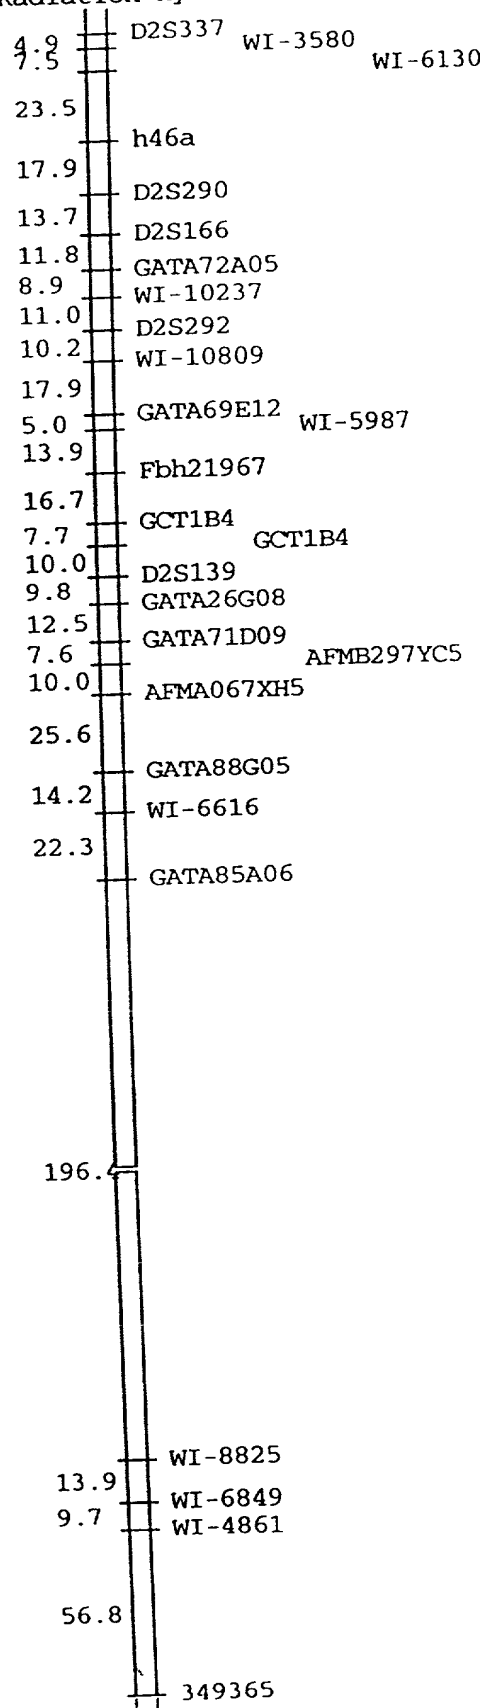 D2S337
4.9 WI-3580
7.5 WI-6130
23.5
h46a
17.9
D2S290
13.7
D2S166
11.8
GATA72A05
8.9
WI-10237
11.0
D2S292
10.2
WI-10809
17.9
GATA69E12
5.0 WI-5987
13.9
Fbh21967
16.7
GCT1B4
7.7 GCT1B4
10.0
D2S139
9.8
GATA26G08
12.5
GATA71D09
7.6 AFMB297YC5
10.0
AFMA067XH5
25.6
GATA88G05
14.2
WI-6616
22.3
GATA85A06
196.4
WI-8825
13.9
WI-6849
9.7
WI-4861
56.8
349365